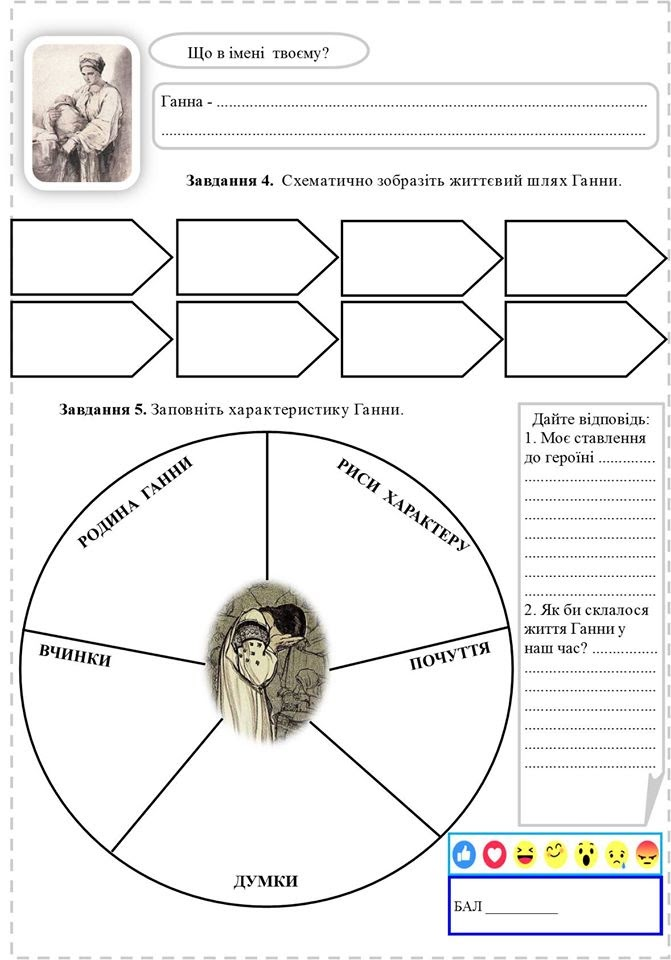 Що в імені твоєму?
Ганна - ..........................................................................................................
.......................................................................................................................
Завдання 4. Схематично зобразіть життєвий шлях Ганни.
Завдання 5. Заповніть характеристику Ганни.
РОДИНА ГАННИ
РИСИ ХАРАКТЕРУ
ВЧИНКИ
ПОЧУТТЯ
ДУМКИ
Дайте відповідь:
1. Моє ставлення
до героїні ..............
................................
................................
................................
................................
................................
................................
................................
2. Як би склалося
життя Ганни у
наш час? ................
................................
................................
................................
................................
................................
................................
БАЛ __________